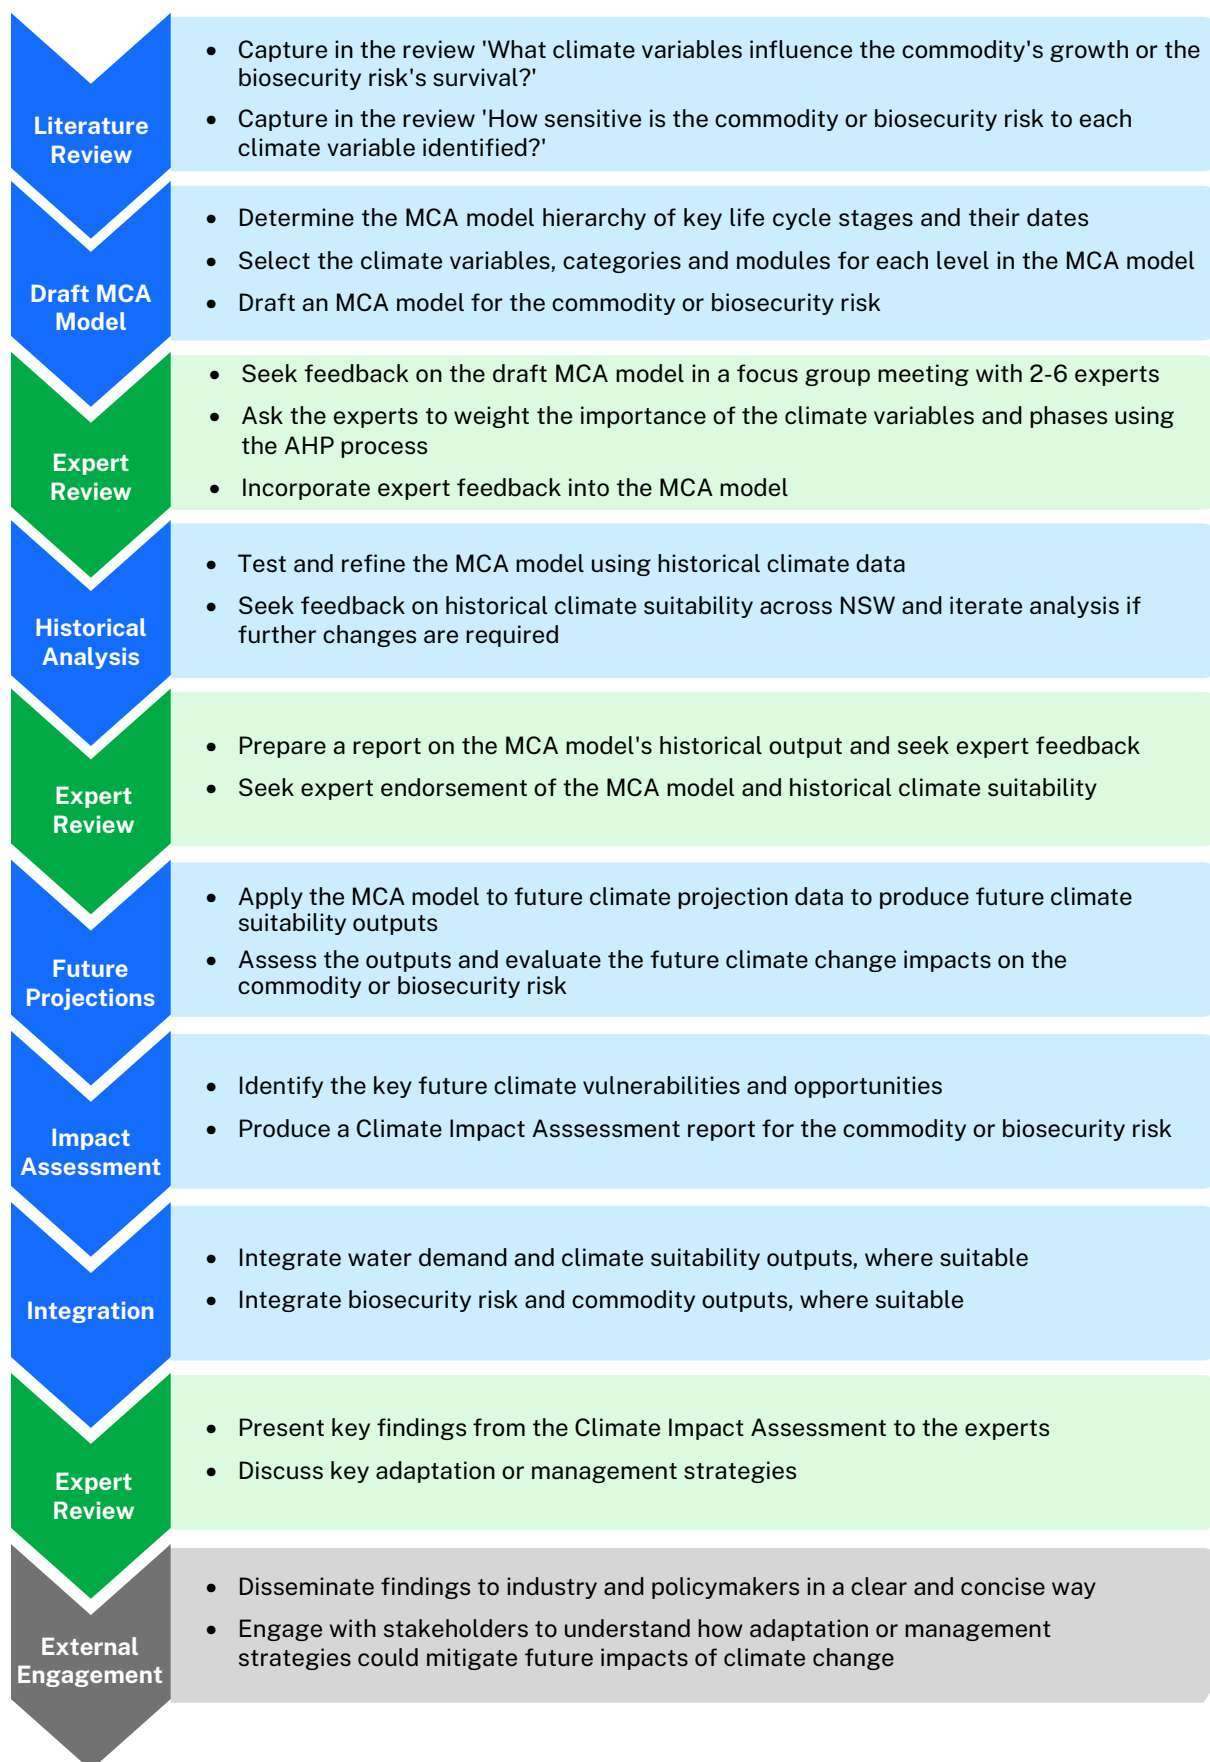 Literature
Review
• Capture in the review 'What climate variables influence the commodity's growth or the
biosecurity risk's survival?'
• Capture in the review 'How sensitive is the commodity or biosecurity risk to each
climate variable identified?'
Draft MCA
Model
• Determine the MCA model hierarchy of key life cycle stages and their dates
• Select the climate variables, categories and modules for each level in the MCA model
• Draft an MCA model for the commodity or biosecurity risk
Expert
Review
• Seek feedback on the draft MCA model in a focus group meeting with 2-6 experts
• Ask the experts to weight the importance of the climate variables and phases using
the AHP process
• Incorporate expert feedback into the MCA model
Historical
Analysis
• Test and refine the MCA model using historical climate data
• Seek feedback on historical climate suitability across NSW and iterate analysis if
further changes are required
Expert
Review
• Prepare a report on the MCA model's historical output and seek expert feedback
• Seek expert endorsement of the MCA model and historical climate suitability
Future
Projections
• Apply the MCA model to future climate projection data to produce future climate
suitability outputs
• Assess the outputs and evaluate the future climate change impacts on the
commodity or biosecurity risk
Impact
Assessment
• Identify the key future climate vulnerabilities and opportunities
• Produce a Climate Impact Asssessment report for the commodity or biosecurity risk
Integration
• Integrate water demand and climate suitability outputs, where suitable
• Integrate biosecurity risk and commodity outputs, where suitable
Expert
Review
• Present key findings from the Climate Impact Assessment to the experts
• Discuss key adaptation or management strategies
External
Engagement
• Disseminate findings to industry and policymakers in a clear and concise way
• Engage with stakeholders to understand how adaptation or management
strategies could mitigate future impacts of climate change